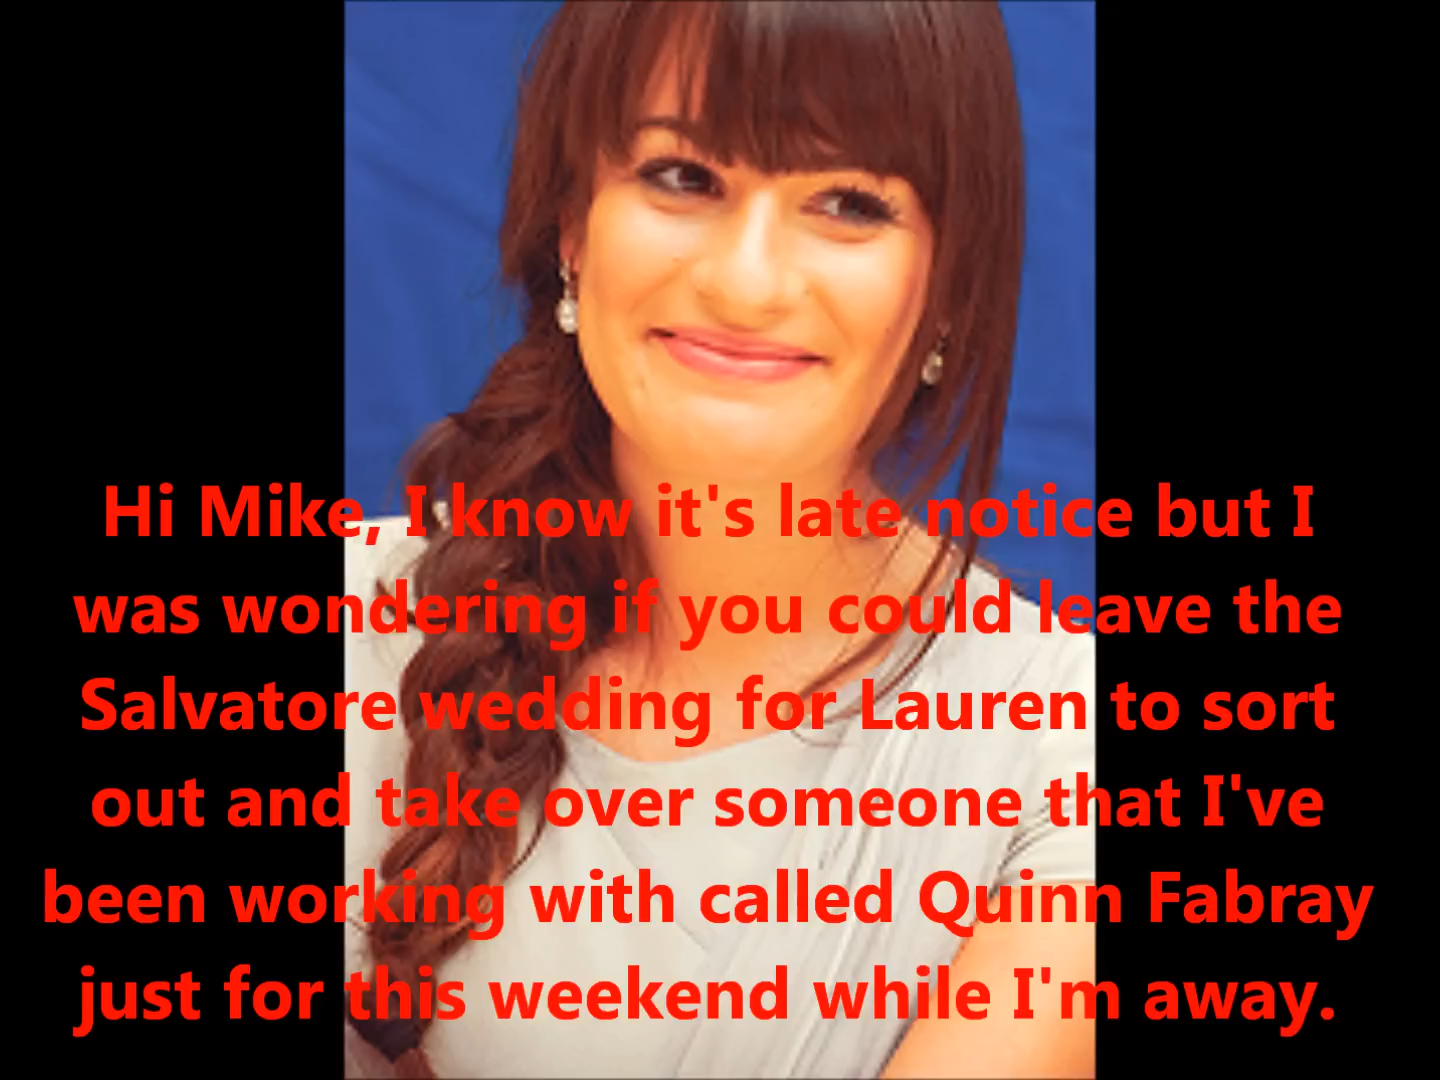 Hi Mike, I know it's late notice but I
was wondering if you could leave the
Salvatore wedding for Lauren to sort
out and take over someone that I've
been working with called Quinn Fabray
just for this weekend while I'm away.